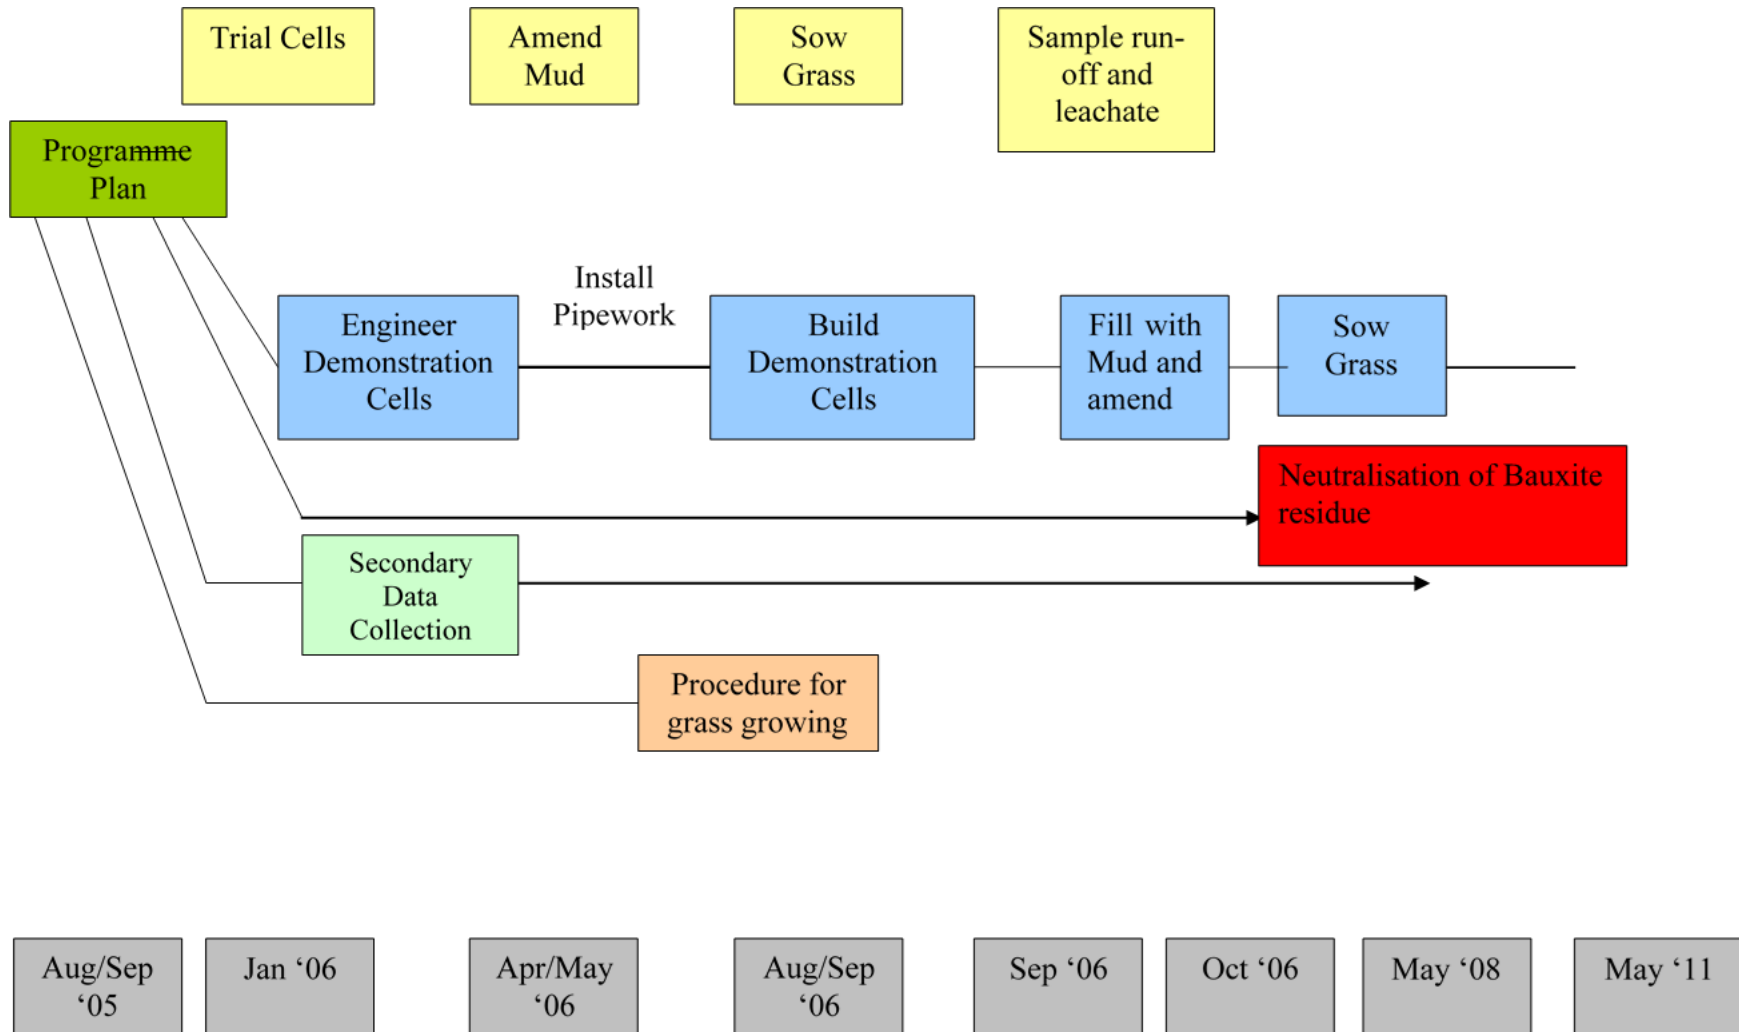 Trial Cells
Amend
Mud
Sow
Grass
Sample run-
off and
leachate
Programme
Plan
Install
Pipework
Engineer
Demonstration
Cells
Build
Demonstration
Cells
Fill with
Mud and
amend
Sow
Grass
Neutralisation of Bauxite
residue
Secondary
Data
Collection
Procedure for
grass growing
Aug/Sep
‘05
Jan ‘06
Apr/May
‘06
Aug/Sep
‘06
Sep ‘06
Oct ‘06
May ‘08
May ‘11